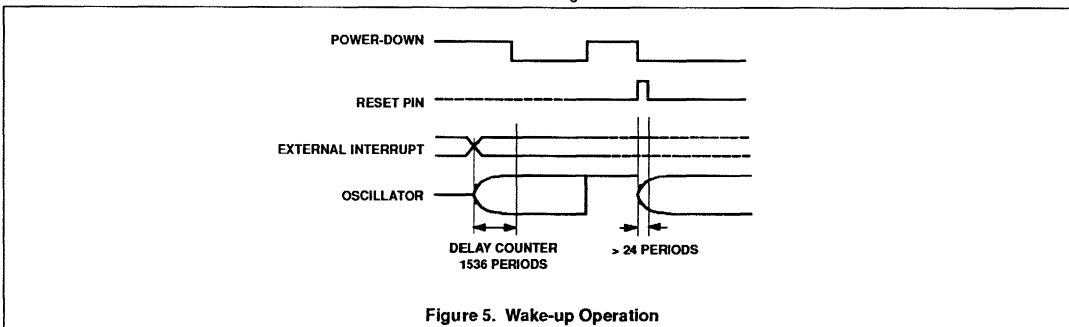 POWER-DOWN
RESET PIN
EXTERNAL INTERRUPT
OSCILLATOR
DELAY COUNTER
1536 PERIODS
> 24 PERIODS
Figure 5. Wake-up Operation